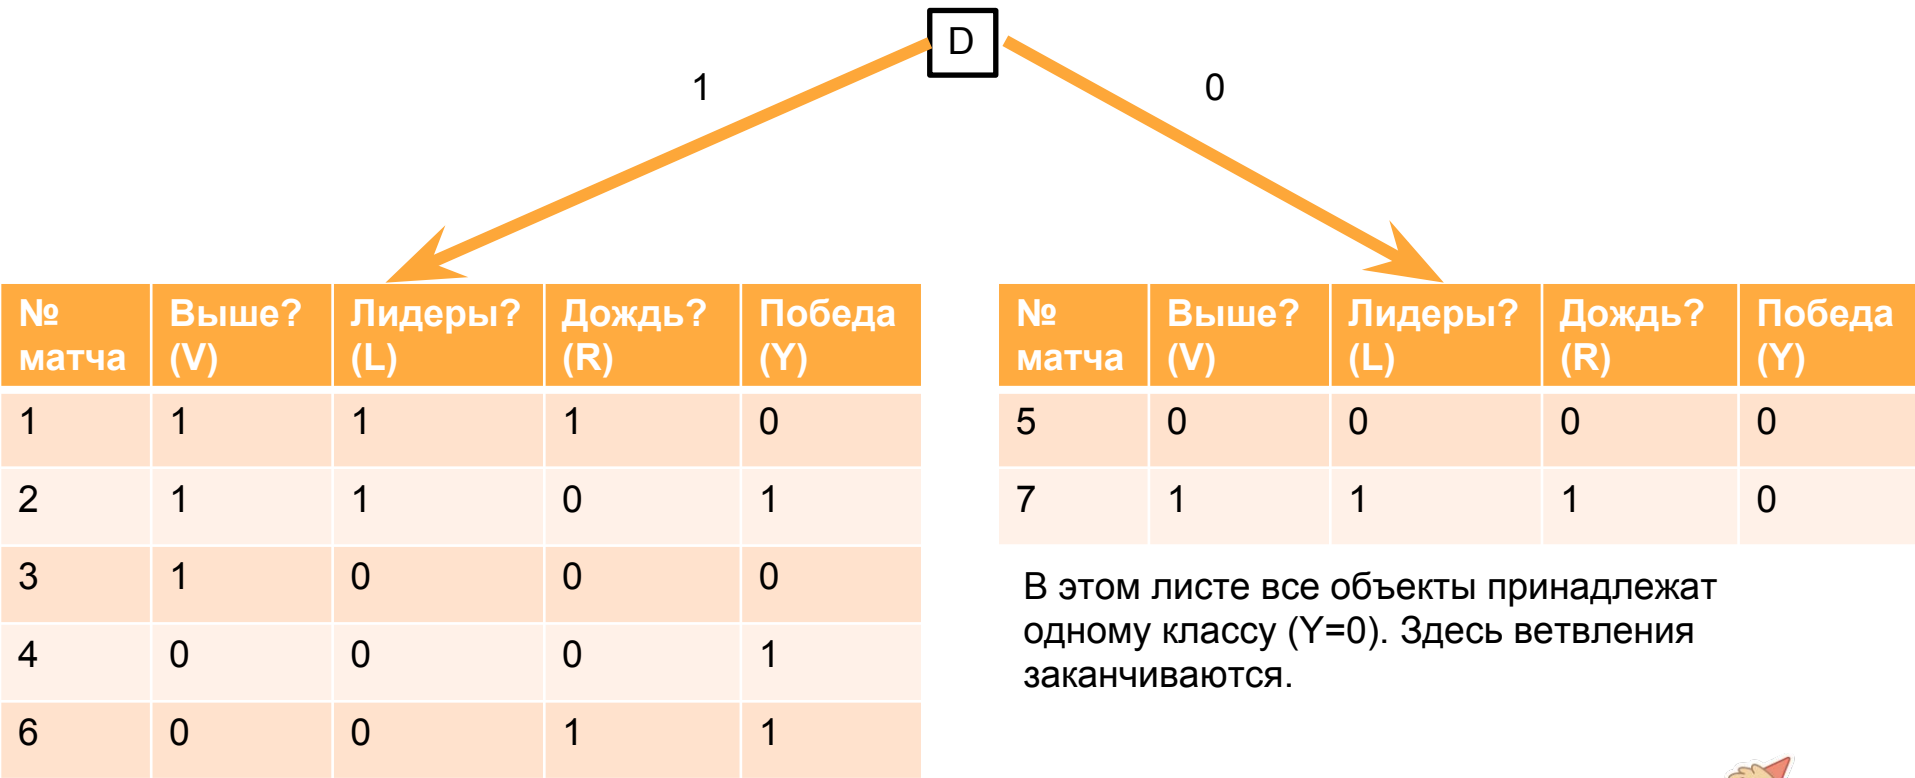 D
1 0
№ матча Выше? (V) Лидеры? (L) Дождь? (R) Победа (Y)
1 1 1 1 0
2 1 1 0 1
3 1 0 0 0
4 0 0 0 1
6 0 0 1 1
№ матча Выше? (V) Лидеры? (L) Дождь? (R) Победа (Y)
5 0 0 0 0
7 1 1 1 0
В этом листе все объекты принадлежат
одному классу (Y=0). Здесь ветвления
заканчиваются.